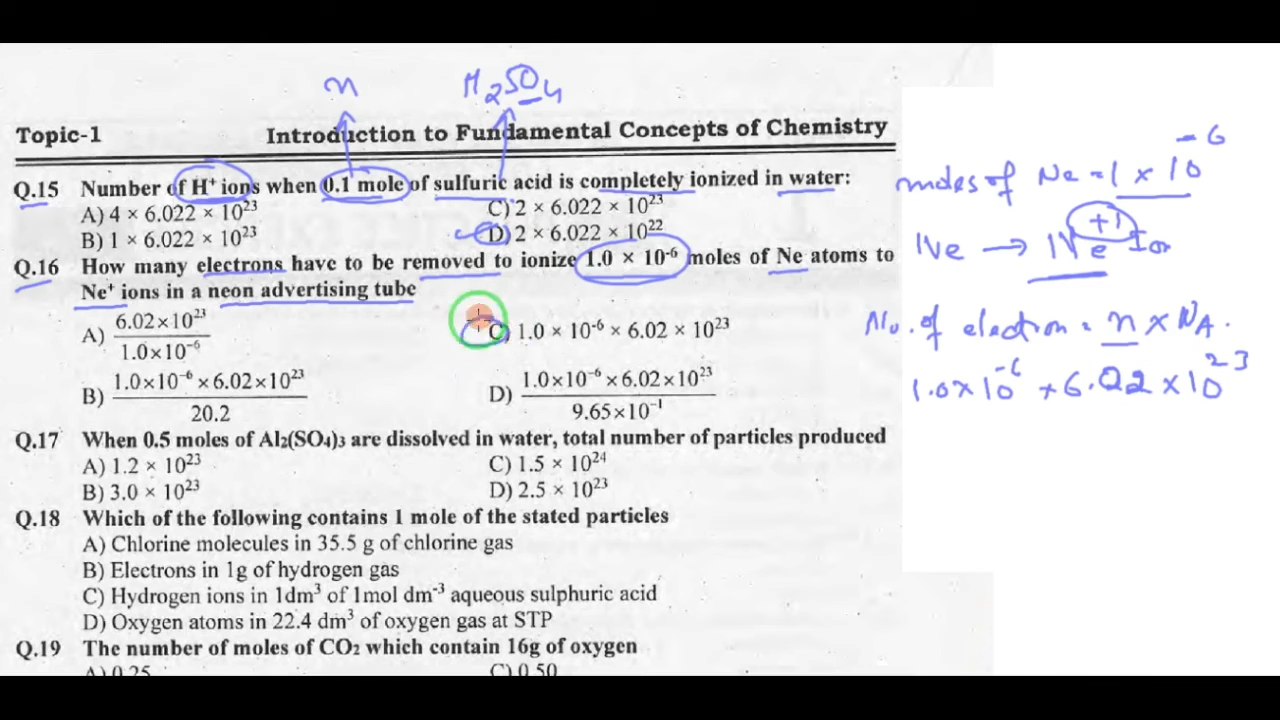 n H₂SO₄
Topic-1 Introduction to Fundamental Concepts of Chemistry
Q.15 Number of H⁺ ions when 0.1 mole of sulfuric acid is completely ionized in water:
A) 4 × 6.022 × 10²³ C) 2 × 6.022 × 10²³
B) 1 × 6.022 × 10²³ D) 2 × 6.022 × 10²²
Q.16 How many electrons have to be removed to ionize 1.0 × 10⁻⁶ moles of Ne atoms to
Ne⁺ ions in a neon advertising tube
A) 6.02×10²³ / 1.0×10⁻⁶ C) 1.0 × 10⁻⁶ × 6.02 × 10²³
B) 1.0×10⁻⁶ ×6.02×10²³ / 20.2 D) 1.0×10⁻⁶ ×6.02×10²³ / 9.65×10⁻¹
Q.17 When 0.5 moles of Al₂(SO₄)₃ are dissolved in water, total number of particles produced
A) 1.2 × 10²³ C) 1.5 × 10²⁴
B) 3.0 × 10²³ D) 2.5 × 10²³
Q.18 Which of the following contains 1 mole of the stated particles
A) Chlorine molecules in 35.5 g of chlorine gas
B) Electrons in 1g of hydrogen gas
C) Hydrogen ions in 1dm³ of 1mol dm⁻³ aqueous sulphuric acid
D) Oxygen atoms in 22.4 dm³ of oxygen gas at STP
Q.19 The number of moles of CO₂ which contain 16g of oxygen
A) 0.25 C) 0.50
moles of Ne = 1 × 10⁻⁶
Ne → Ne⁺¹ Ion
No. of electron = n × NA.
1.0×10⁻⁶ × 6.022 × 10²³